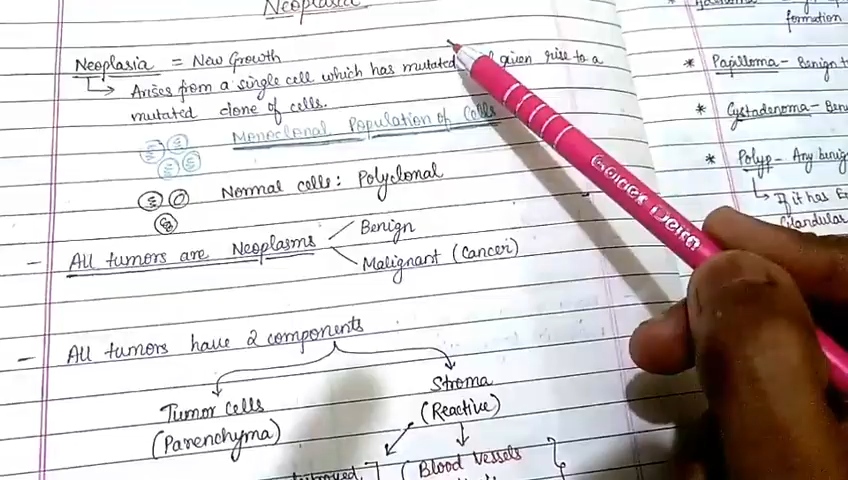 Neoplasia
Neoplasia = New Growth
Arises from a single cell which has mutated given rise to a
mutated clone of cells.
Monoclonal Population of Cells
Normal cells: Polyclonal
- All tumors are Neoplasms
Benign
Malignant (Cancer)
- All tumors have 2 components
Tumor cells
(Parenchyma)
Stroma
(Reactive)
(Blood Vessels
formation
* Papilloma - Benign
* Cystadenoma - Ben
* Polyp - Any benig
If it has
Glandular
Goldex